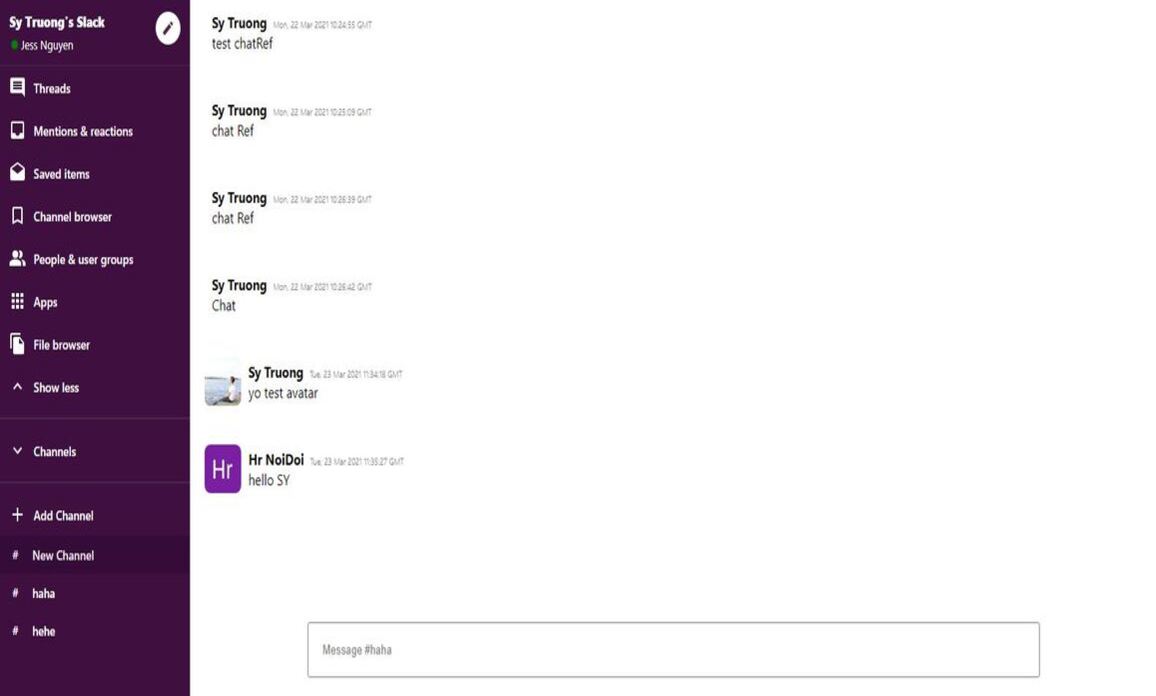 Sy Truong's Slack
Jess Nguyen
Threads
Mentions & reactions
Saved items
Channel browser
People & user groups
Apps
File browser
Show less
Channels
Add Channel
# New Channel
# haha
# hehe
Sy Truong Mon, 22 Mar 2021 10:24:55 GMT
test chatRef
Sy Truong Mon, 22 Mar 2021 10:25:09 GMT
chat Ref
Sy Truong Mon, 22 Mar 2021 10:26:39 GMT
chat Ref
Sy Truong Mon, 22 Mar 2021 10:26:42 GMT
Chat
Sy Truong Tue, 23 Mar 2021 11:34:18 GMT
yo test avatar
Hr
Hr NoiDoi Tue, 23 Mar 2021 11:35:27 GMT
hello SY
Message #haha